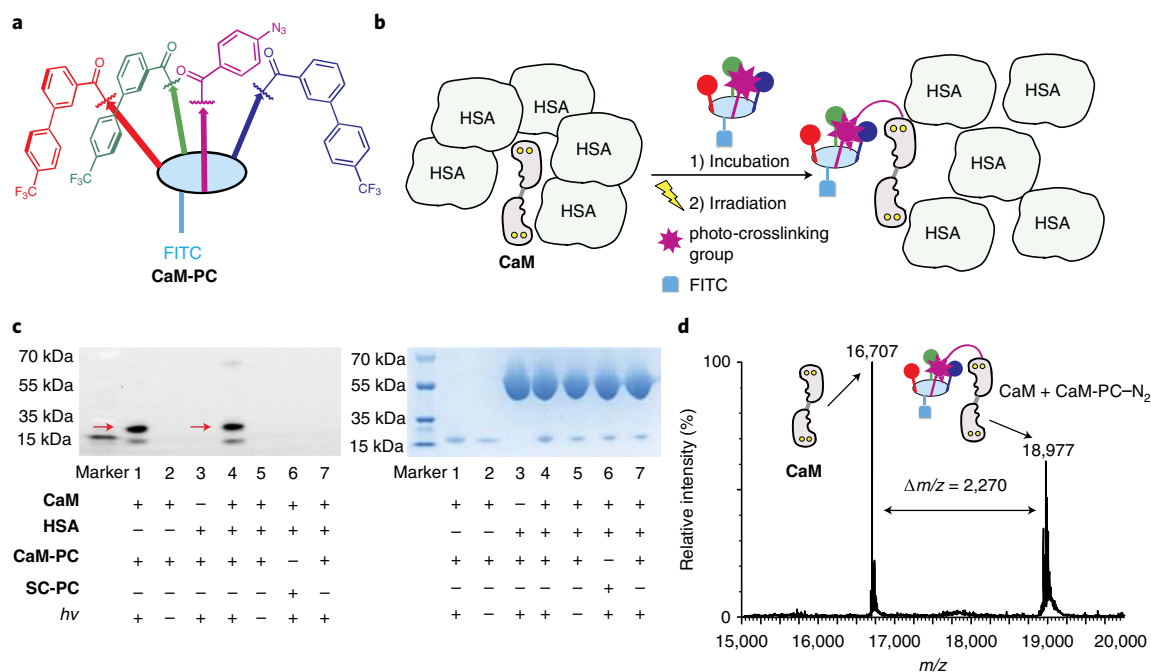 a
N₃
O
O
O
O
F₃C
F₃C
CF₃
FITC
CaM-PC
b
HSA
HSA
HSA
HSA
HSA
CaM
1) Incubation
2) Irradiation
photo-crosslinking
group
FITC
HSA
HSA
HSA
HSA
HSA
c
70 kDa
55 kDa
35 kDa
15 kDa
70 kDa
55 kDa
35 kDa
15 kDa
Marker 1 2 3 4 5 6 7 Marker 1 2 3 4 5 6 7
CaM + + − + + + + + + − + + + +
HSA − − + + + + + − − + + + + +
CaM-PC + + + + + − + + + + + + − +
SC-PC − − − − − + − − − − − − + −
hv + − + + − + + + − + + − + +
d
Relative intensity (%)
100
0
16,707
CaM
CaM + CaM-PC–N₂
18,977
Δm/z = 2,270
15,000 16,000 17,000 18,000 19,000 20,000
m/z